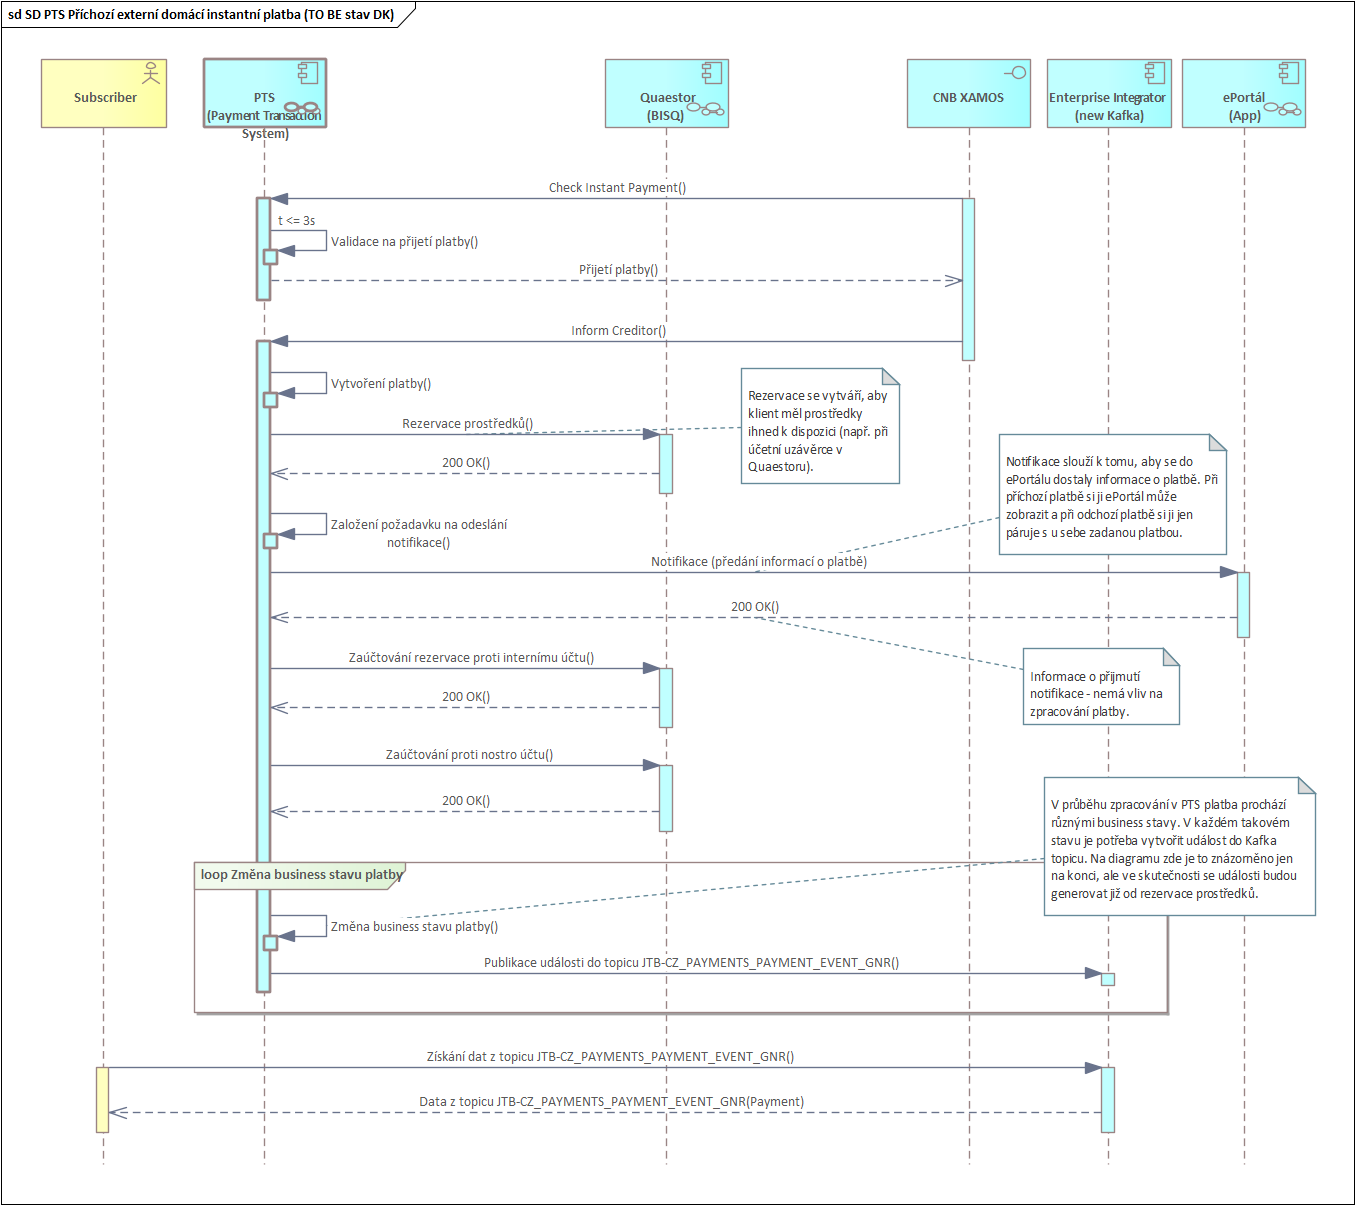 sd SD PTS Příchozí externí domácí instantní platba (TO BE stav DK)
Subscriber
PTS
(Payment Transaction
System)
Quaestor
(BISQ)
CNB XAMOS
Enterprise Integrator
(new Kafka)
ePortál
(App)
Check Instant Payment()
t <= 3s
Validace na přijetí platby()
Přijetí platby()
Inform Creditor()
Vytvoření platby()
Rezervace se vytváří, aby
klient měl prostředky
ihned k dispozici (např. při
účetní uzávěrce v
Quaestoru).
Rezervace prostředků()
200 OK()
Notifikace slouží k tomu, aby se do
ePortálu dostaly informace o platbě. Při
příchozí platbě si ji ePortál může
zobrazit a při odchozí platbě si ji jen
páruje s u sebe zadanou platbou.
Založení požadavku na odeslání
notifikace()
Notifikace (předání informací o platbě)
200 OK()
Zaúčtování rezervace proti internímu účtu()
Informace o přijmutí
notifikace - nemá vliv na
zpracování platby.
200 OK()
Zaúčtování proti nostro účtu()
200 OK()
V průběhu zpracování v PTS platba prochází
různými business stavy. V každém takovém
stavu je potřeba vytvořit událost do Kafka
topicu. Na diagramu zde je to znázorněno jen
na konci, ale ve skutečnosti se události budou
generovat již od rezervace prostředků.
loop Změna business stavu platby
Změna business stavu platby()
Publikace události do topicu JTB-CZ_PAYMENTS_PAYMENT_EVENT_GNR()
Získání dat z topicu JTB-CZ_PAYMENTS_PAYMENT_EVENT_GNR()
Data z topicu JTB-CZ_PAYMENTS_PAYMENT_EVENT_GNR(Payment)